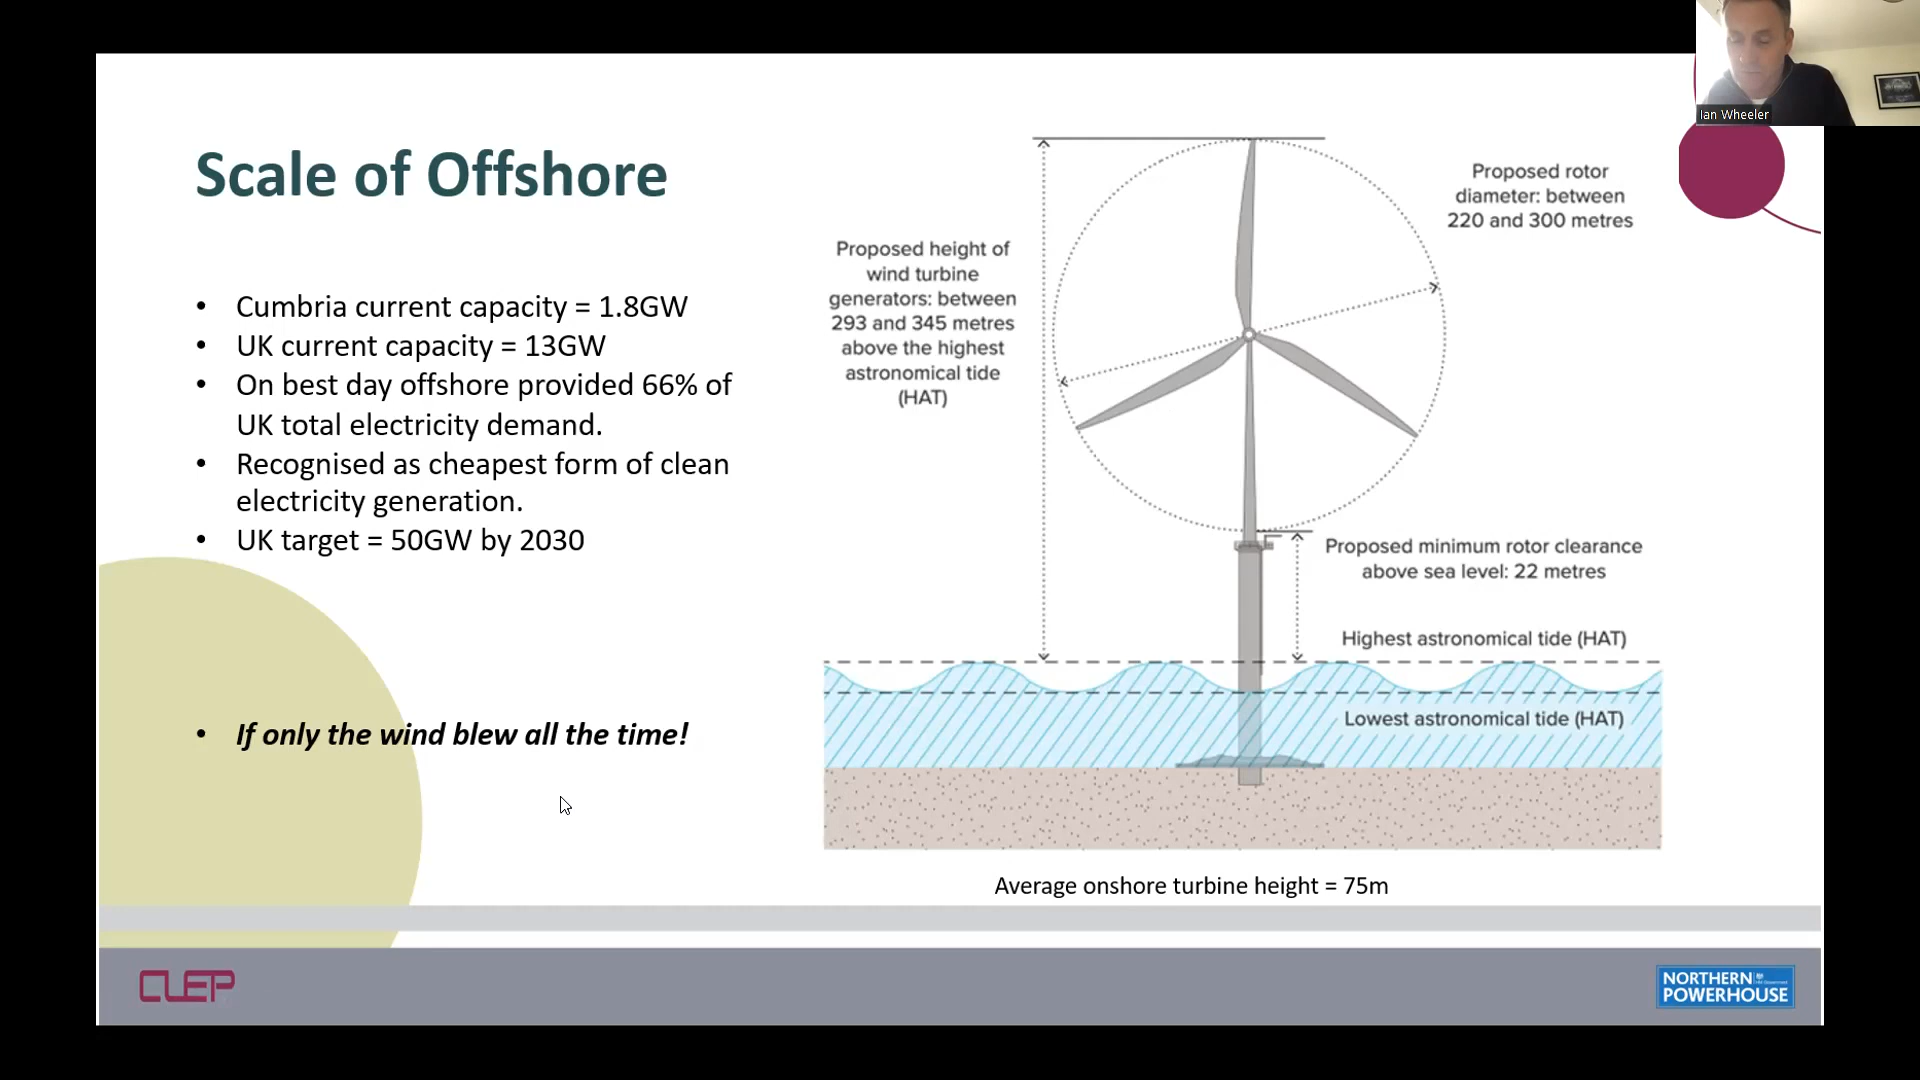 Ian Wheeler
Scale of Offshore
• Cumbria current capacity = 1.8GW
• UK current capacity = 13GW
• On best day offshore provided 66% of
UK total electricity demand.
• Recognised as cheapest form of clean
electricity generation.
• UK target = 50GW by 2030
• If only the wind blew all the time!
Proposed height of
wind turbine
generators: between
293 and 345 metres
above the highest
astronomical tide
(HAT)
Proposed rotor
diameter: between
220 and 300 metres
Proposed minimum rotor clearance
above sea level: 22 metres
Highest astronomical tide (HAT)
Lowest astronomical tide (HAT)
Average onshore turbine height = 75m
CLEP
NORTHERN
POWERHOUSE